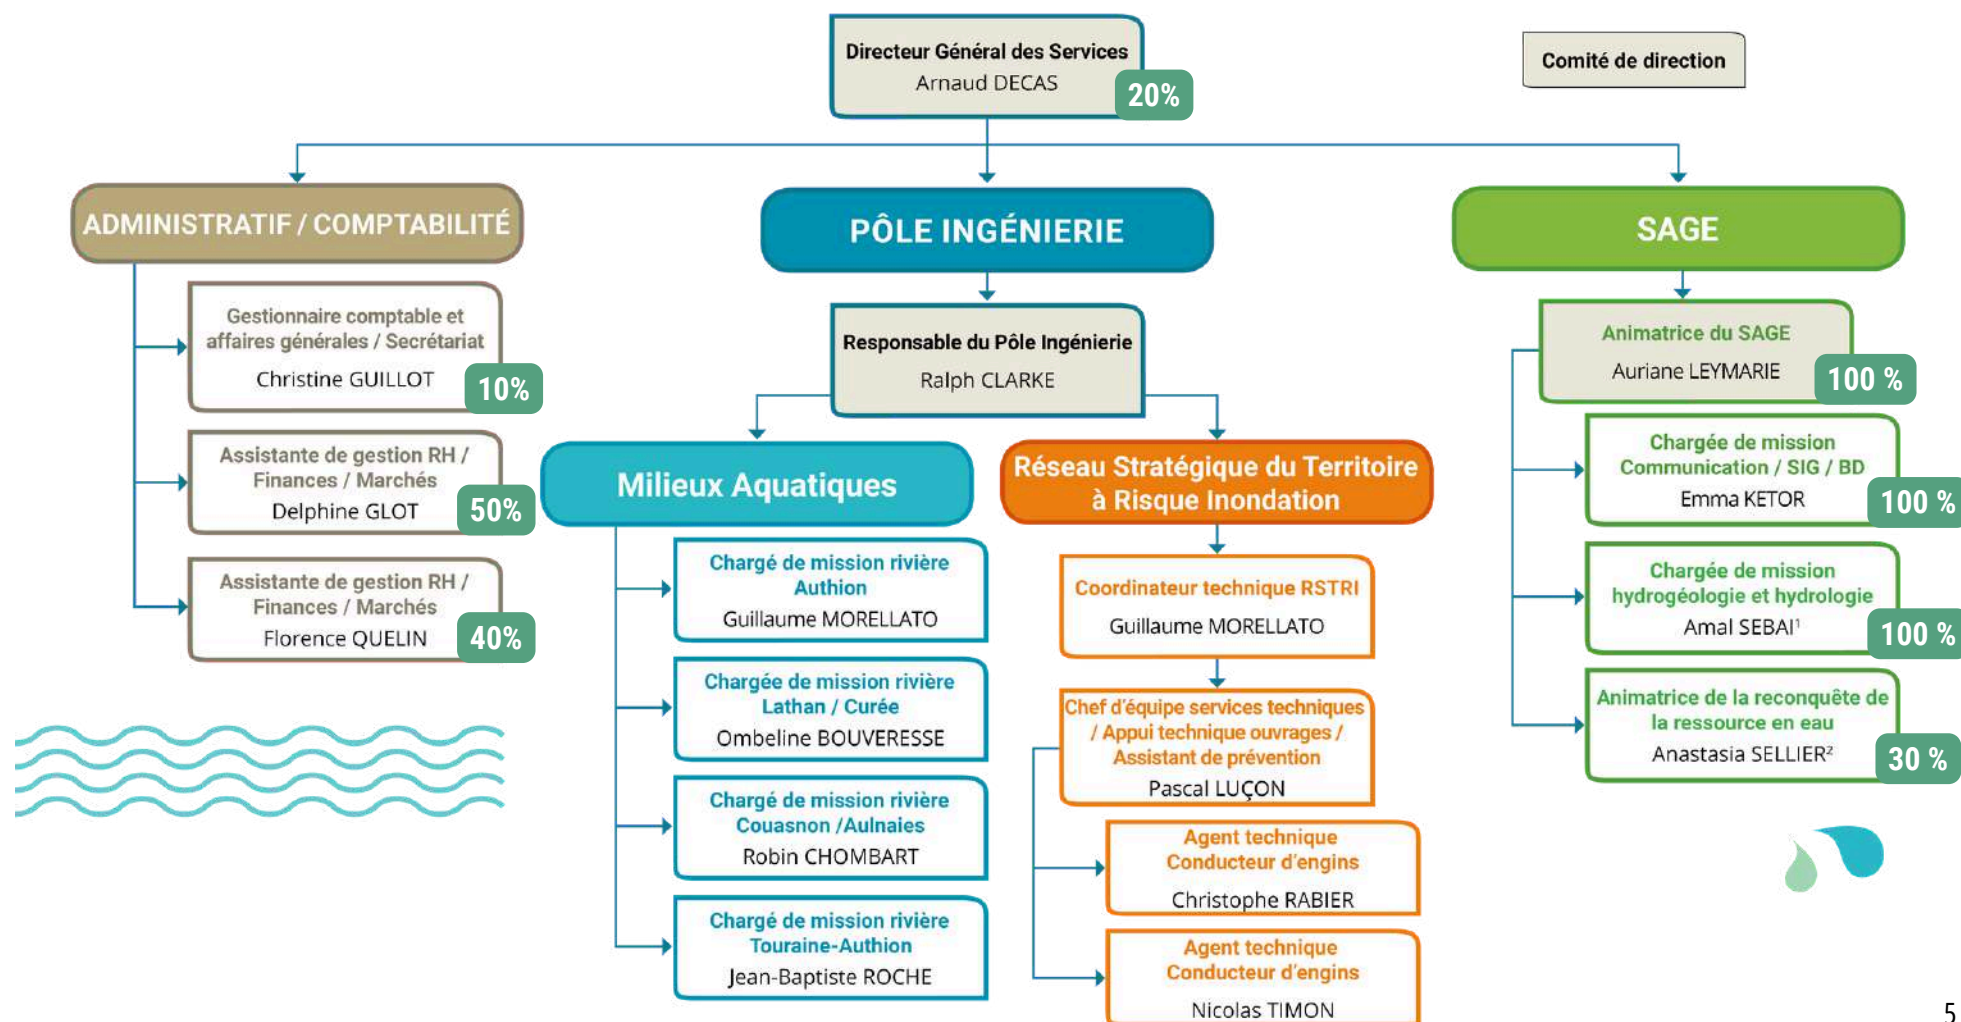 Directeur Général des Services
Arnaud DECAS
20%
Comité de direction
ADMINISTRATIF / COMPTABILITÉ
Gestionnaire comptable et
affaires générales / Secrétariat
Christine GUILLOT
10%
Assistante de gestion RH /
Finances / Marchés
Delphine GLOT
50%
Assistante de gestion RH /
Finances / Marchés
Florence QUELIN
40%
PÔLE INGÉNIERIE
Responsable du Pôle Ingénierie
Ralph CLARKE
Milieux Aquatiques
Chargé de mission rivière
Authion
Guillaume MORELLATO
Chargée de mission rivière
Lathan / Curée
Ombeline BOUVERESSE
Chargé de mission rivière
Couasnon /Aulnaies
Robin CHOMBART
Chargé de mission rivière
Touraine-Authion
Jean-Baptiste ROCHE
Réseau Stratégique du Territoire
à Risque Inondation
Coordinateur technique RSTRI
Guillaume MORELLATO
Chef d'équipe services techniques
/ Appui technique ouvrages /
Assistant de prévention
Pascal LUÇON
Agent technique
Conducteur d'engins
Christophe RABIER
Agent technique
Conducteur d'engins
Nicolas TIMON
SAGE
Animatrice du SAGE
Auriane LEYMARIE
100 %
Chargée de mission
Communication / SIG / BD
Emma KETOR
100 %
Chargée de mission
hydrogéologie et hydrologie
Amal SEBAI¹
100 %
Animatrice de la reconquête de
la ressource en eau
Anastasia SELLIER²
30 %
5